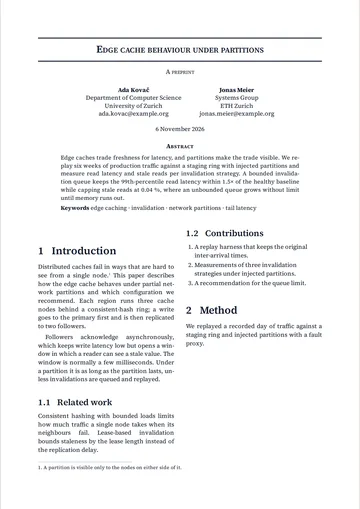 Edge cache behaviour under partitions
A preprint
Ada Kovač
Department of Computer Science
University of Zurich
ada.kovac@example.org
Jonas Meier
Systems Group
ETH Zurich
jonas.meier@example.org
6 November 2026
Abstract
Edge caches trade freshness for latency, and partitions make the trade visible. We re-
play six weeks of production traffic against a staging ring with injected partitions and
measure read latency and stale reads per invalidation strategy. A bounded invalida-
tion queue keeps the 99th-percentile read latency within 1.5× of the healthy baseline
while capping stale reads at 0.04 %, where an unbounded queue grows without limit
until memory runs out.
Keywords edge caching · invalidation · network partitions · tail latency
1 Introduction
Distributed caches fail in ways that are hard to
see from a single node.¹ This paper describes
how the edge cache behaves under partial net-
work partitions and which configuration we
recommend. Each region runs three cache
nodes behind a consistent-hash ring; a write
goes to the primary first and is then replicated
to two followers.
Followers acknowledge asynchronously,
which keeps write latency low but opens a win-
dow in which a reader can see a stale value. The
window is normally a few milliseconds. Under
a partition it is as long as the partition lasts, un-
less invalidations are queued and replayed.
1.1 Related work
Consistent hashing with bounded loads limits
how much traffic a single node takes when its
neighbours fail. Lease-based invalidation
bounds staleness by the lease length instead of
the replication delay.
1. A partition is visible only to the nodes on either side of it.
1.2 Contributions
1. A replay harness that keeps the original
inter-arrival times.
2. Measurements of three invalidation
strategies under injected partitions.
3. A recommendation for the queue limit.
2 Method
We replayed a recorded day of traffic against a
staging ring and injected partitions with a fault
proxy.